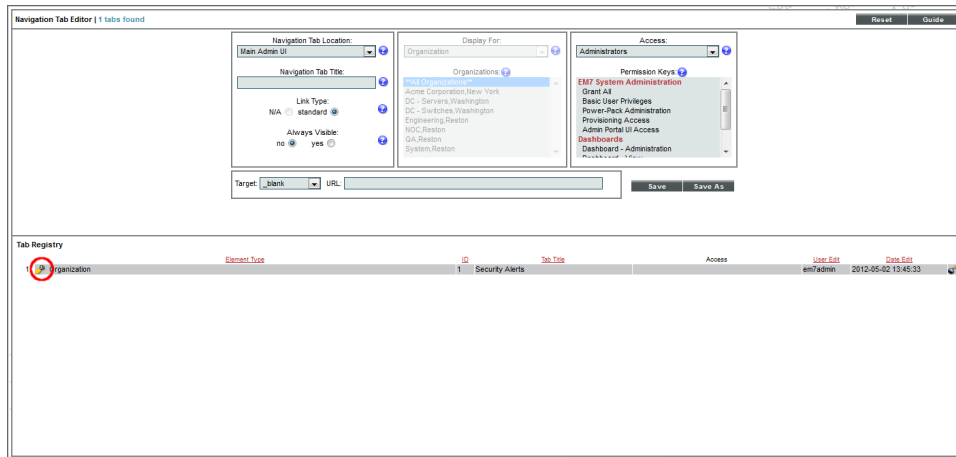 Navigation Tab Editor | 1 tabs found
Reset Guide
Navigation Tab Location:
Main Admin UI
Navigation Tab Title:
Link Type:
N/A standard
Always Visible:
no yes
Display For:
Organization
Organizations:
**All Organizations**
Acme Corporation,New York
DC - Servers,Washington
DC - Switches,Washington
Engineering,Reston
NOC,Reston
QA,Reston
System,Reston
Access:
Administrators
Permission Keys:
EM7 System Administration
Grant All
Basic User Privileges
Power-Pack Administration
Provisioning Access
Admin Portal UI Access
Dashboards
Dashboard - Administration
Dashboard - View
Target: _blank URL:
Save Save As
Tab Registry
Element Type ID Tab Title Access User Edit Date Edit
1. Organization 1 Security Alerts em7admin 2012-05-02 13:45:33